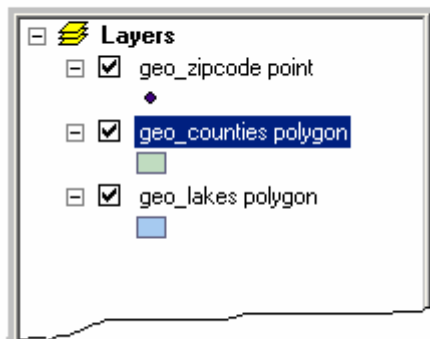 Layers
geo_zipcode point
geo_counties polygon
geo_lakes polygon